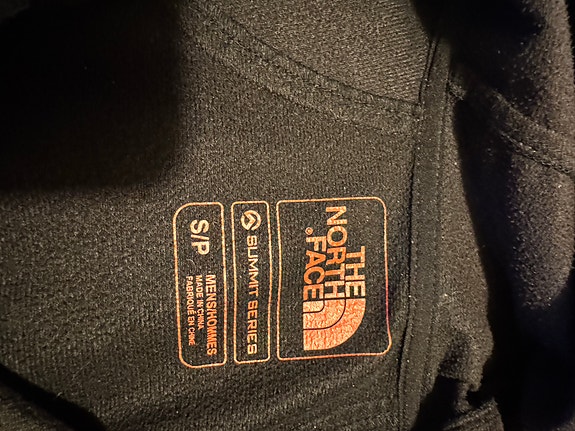 THE
NORTH
FACE®
SUMMIT SERIES
S/P
MENS/HOMMES
MADE IN CHINA
FABRIQUÉ EN CHINE